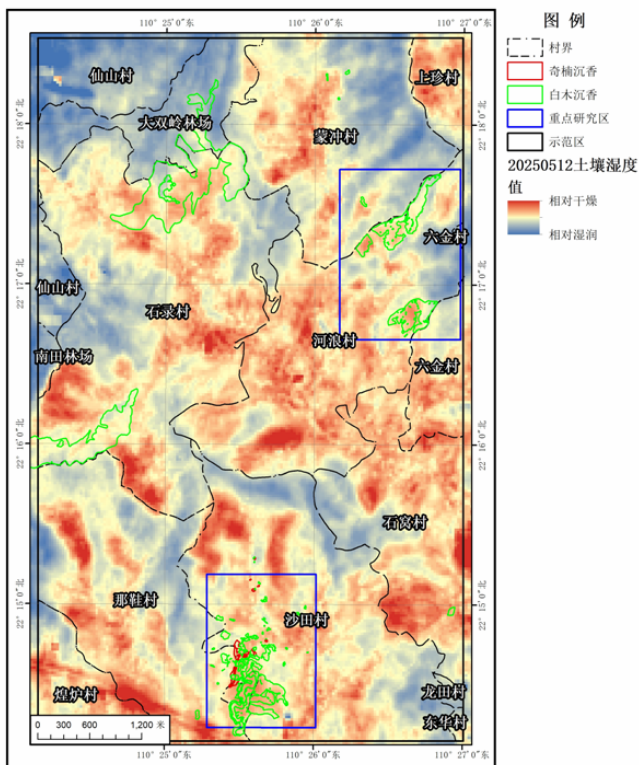 110° 25′0″东
110° 26′0″东
110° 27′0″东
图 例
村界
奇楠沉香
白木沉香
重点研究区
示范区
20250512土壤湿度
值
相对干燥
相对湿润
仙山村
上珍村
大双岭林场
蒙冲村
六金村
仙山村
石录村
河浪村
南田林场
六金村
石窝村
那鞋村
沙田村
煌炉村
龙田村
东华村
22° 18′0″北
22° 17′0″北
22° 16′0″北
22° 15′0″北
22° 18′0″北
22° 17′0″北
22° 16′0″北
22° 15′0″北
0 300 600 1,200 米
110° 25′0″东
110° 26′0″东
110° 27′0″东